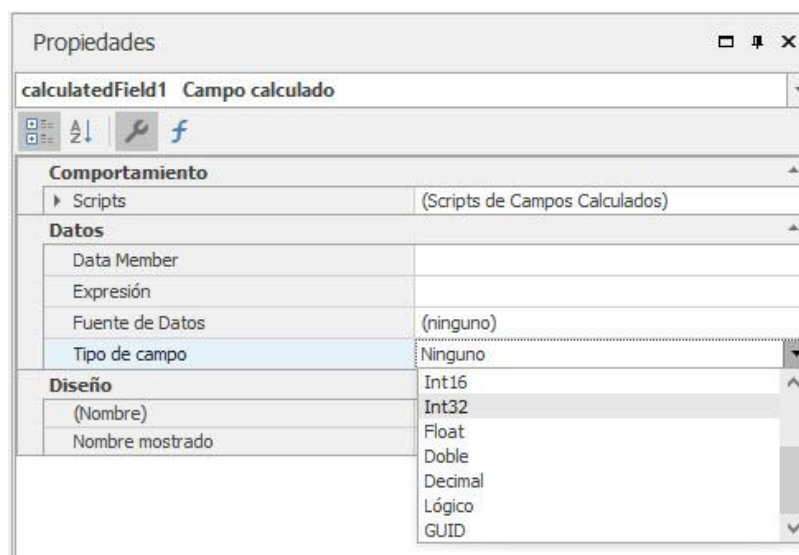 Propiedades
calculatedField1 Campo calculado
Comportamiento
Scripts (Scripts de Campos Calculados)
Datos
Data Member
Expresión
Fuente de Datos (ninguno)
Tipo de campo Ninguno
Diseño
Int16
(Nombre)
Int32
Nombre mostrado
Float
Doble
Decimal
Lógico
GUID